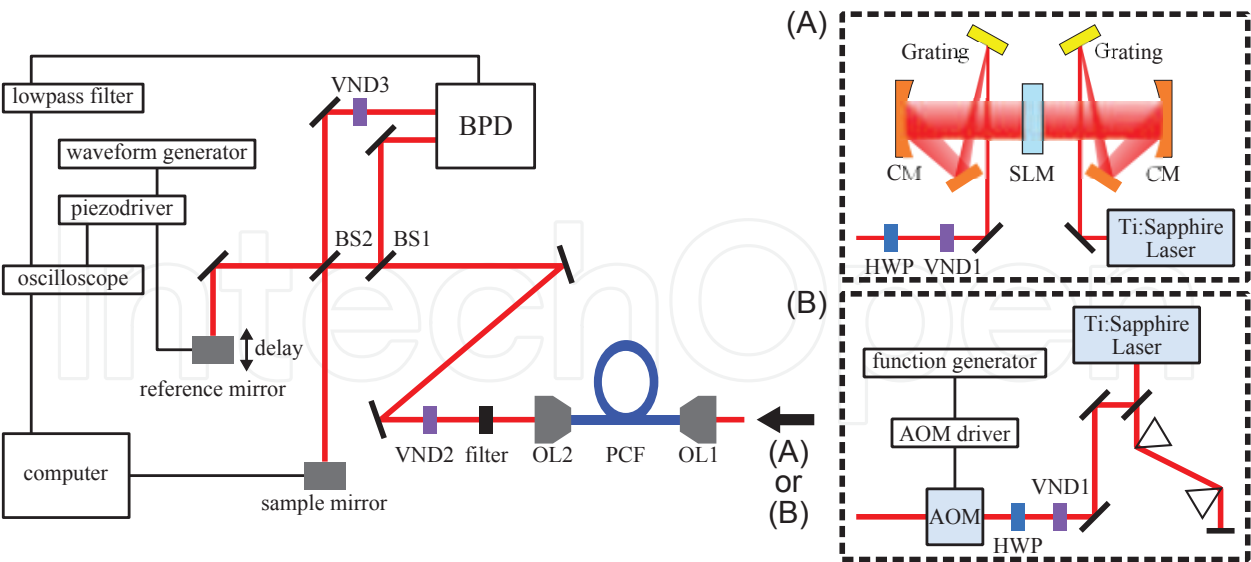 lowpass filter
waveform generator
piezodriver
oscilloscope
computer
VND3
BPD
BS2
BS1
delay
reference mirror
sample mirror
VND2
filter
OL2
PCF
OL1
(A)
or
(B)
(A)
Grating
Grating
CM
SLM
CM
HWP
VND1
Ti:Sapphire
Laser
(B)
Ti:Sapphire
Laser
function generator
AOM driver
AOM
HWP
VND1
IntechOpen